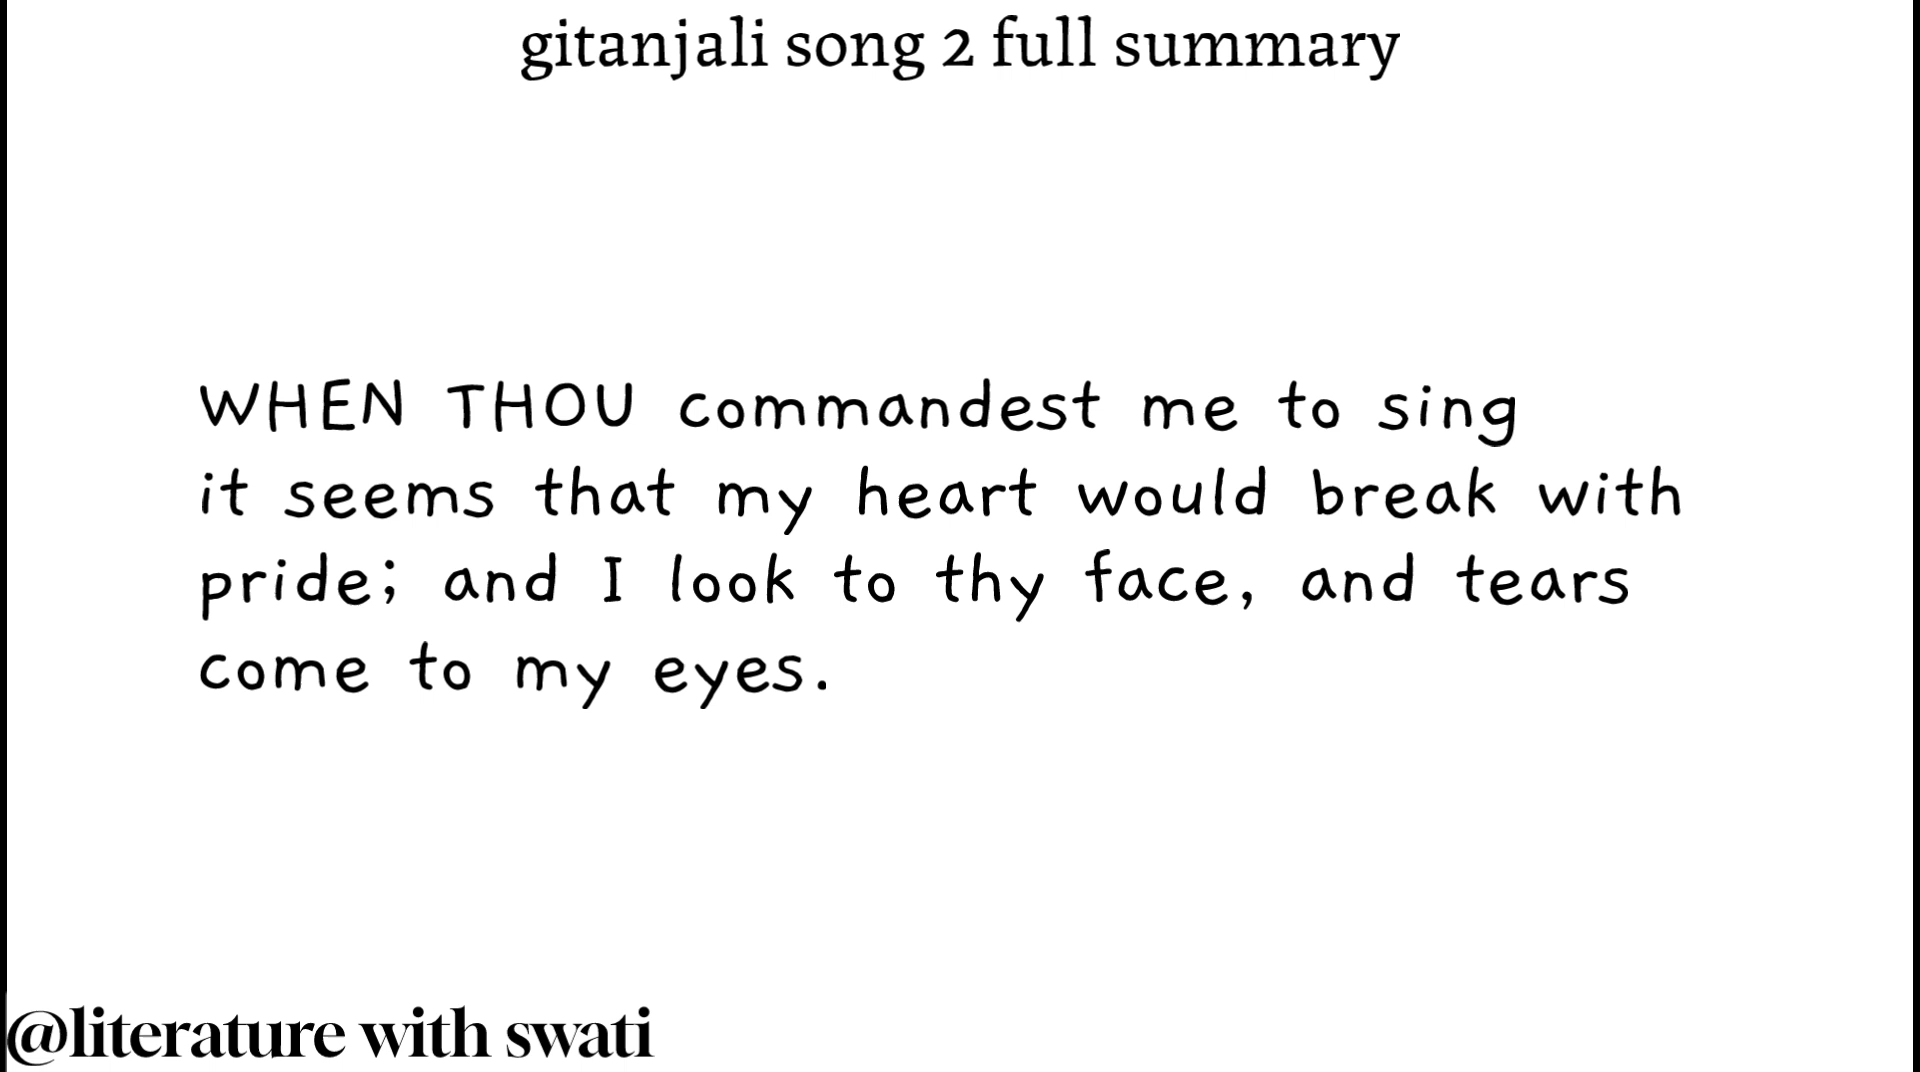 gitanjali song 2 full summary
WHEN THOU commandest me to sing
it seems that my heart would break with
pride; and I look to thy face, and tears
come to my eyes.
@literature with swati